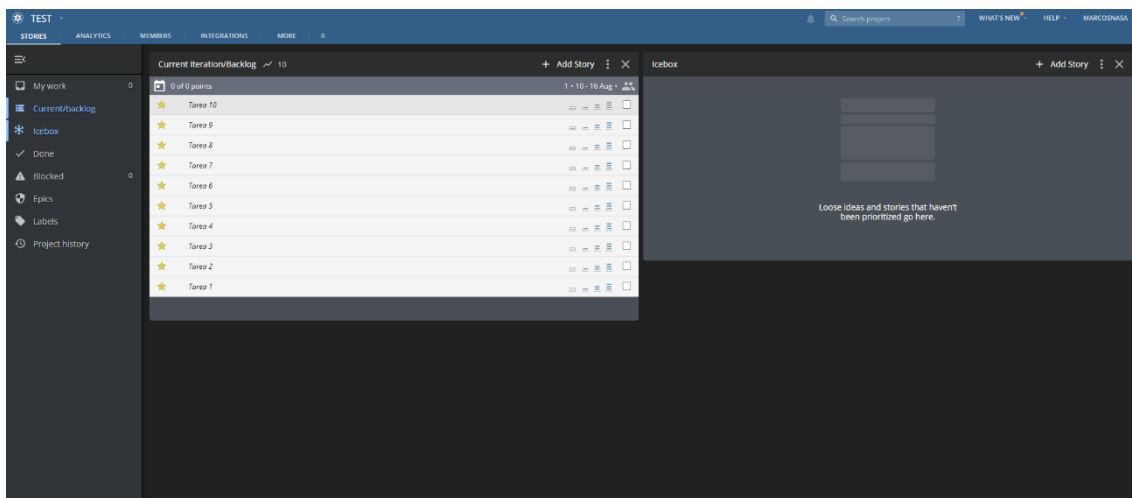 TEST
Search project ?
WHAT'S NEW
HELP
MARCOSNASA
STORIES ANALYTICS MEMBERS INTEGRATIONS MORE
My work 0
Current/backlog
Icebox
Done
Blocked 0
Epics
Labels
Project history
Current Iteration/Backlog 10 + Add Story
0 of 0 points 1 • 10 - 16 Aug •
Tarea 10
Tarea 9
Tarea 8
Tarea 7
Tarea 6
Tarea 5
Tarea 4
Tarea 3
Tarea 2
Tarea 1
Icebox + Add Story
Loose ideas and stories that haven't
been prioritized go here.